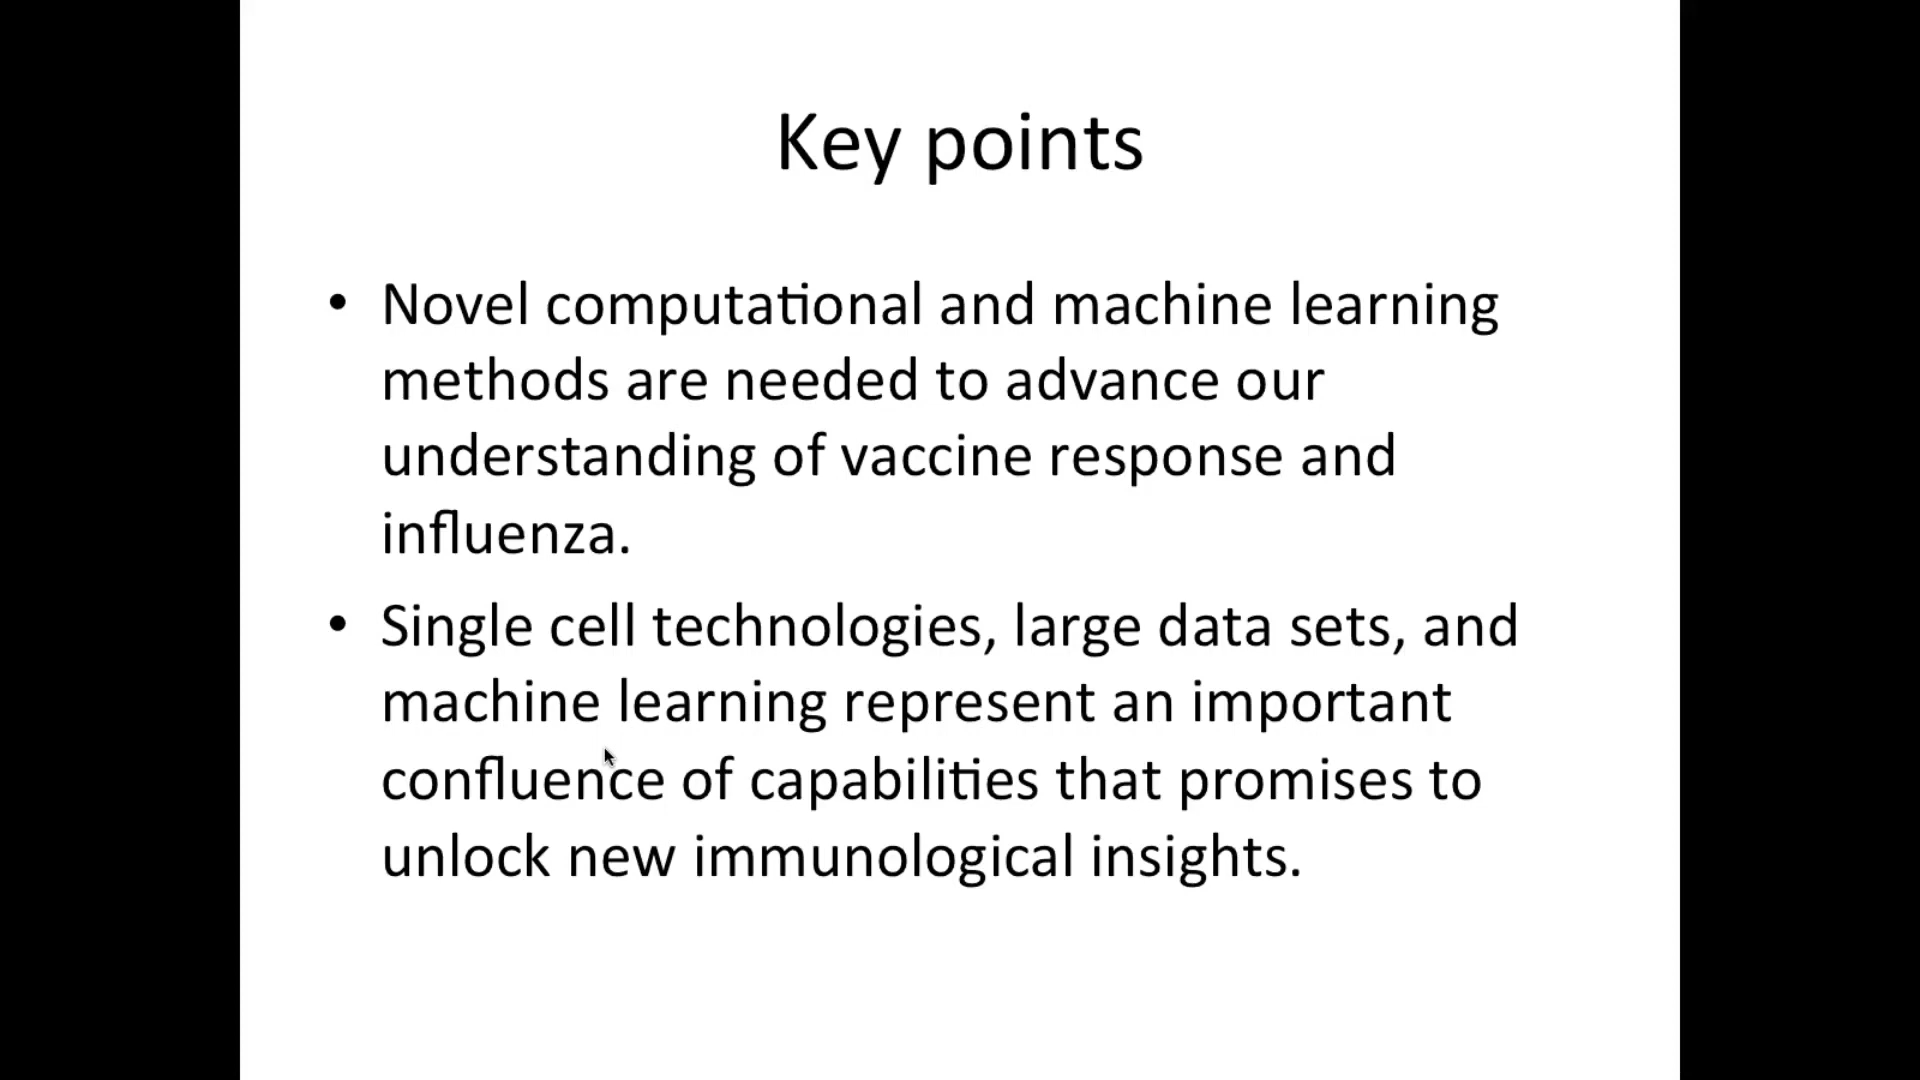 Key points
• Novel computational and machine learning
methods are needed to advance our
understanding of vaccine response and
influenza.
• Single cell technologies, large data sets, and
machine learning represent an important
confluence of capabilities that promises to
unlock new immunological insights.